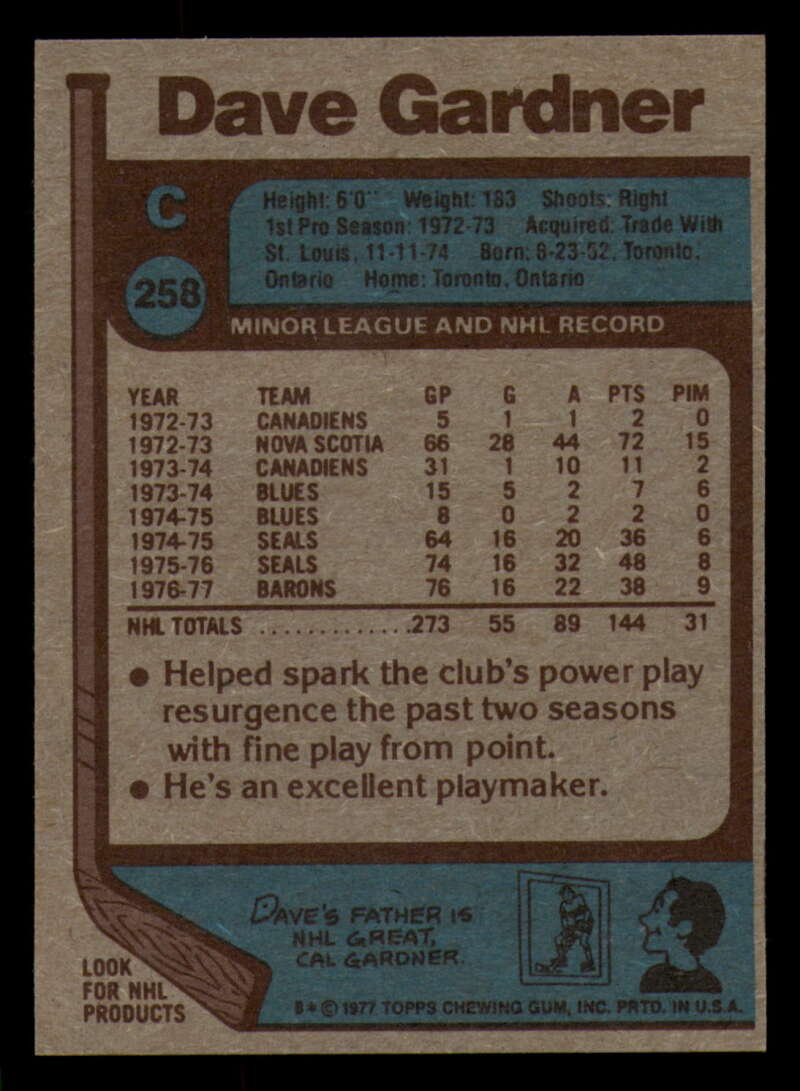 Dave Gardner
C
Height: 6'0" Weight: 183 Shoots: Right
1st Pro Season: 1972-73 Acquired: Trade With
St. Louis, 11-11-74 Born: 8-23-52, Toronto,
Ontario Home: Toronto, Ontario
258
MINOR LEAGUE AND NHL RECORD
YEAR TEAM GP G A PTS PIM
1972-73 CANADIENS 5 1 1 2 0
1972-73 NOVA SCOTIA 66 28 44 72 15
1973-74 CANADIENS 31 1 10 11 2
1973-74 BLUES 15 5 2 7 6
1974-75 BLUES 8 0 2 2 0
1974-75 SEALS 64 16 20 36 6
1975-76 SEALS 74 16 32 48 8
1976-77 BARONS 76 16 22 38 9
NHL TOTALS ..............273 55 89 144 31
● Helped spark the club's power play
resurgence the past two seasons
with fine play from point.
● He's an excellent playmaker.
DAVE'S FATHER IS
NHL GREAT,
CAL GARDNER.
LOOK
FOR NHL
PRODUCTS
B* © 1977 TOPPS CHEWING GUM, INC. PRTD. IN U.S.A.